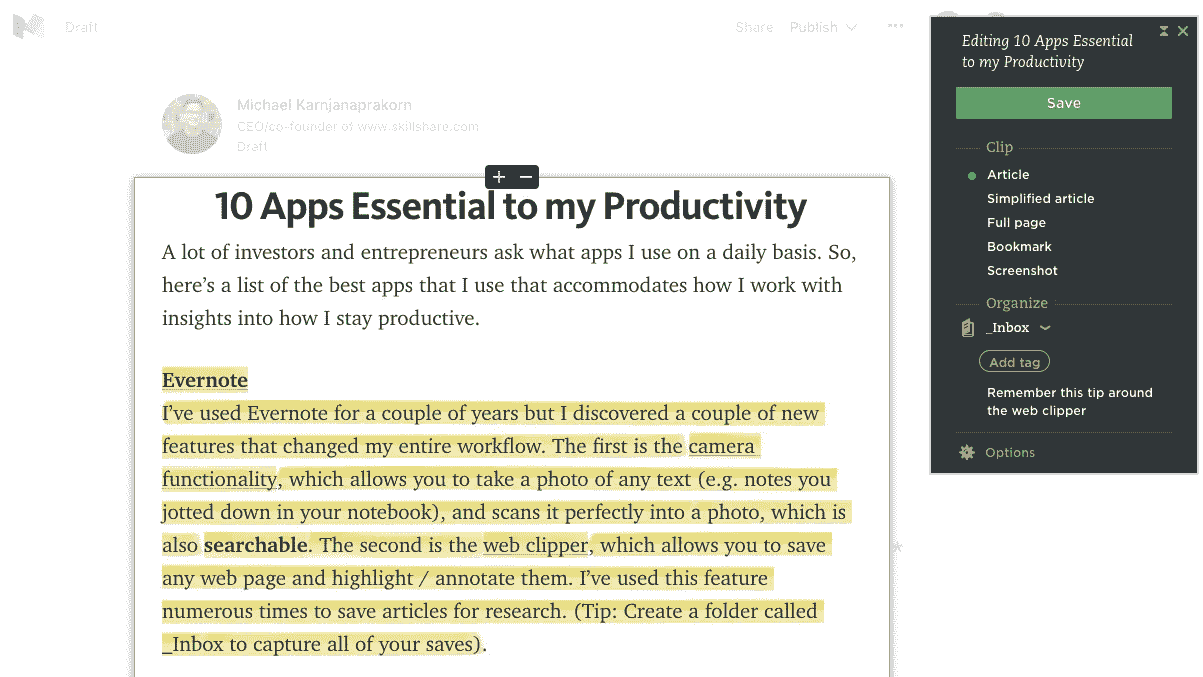 Draft
Share Publish
Michael Karnjanaprakorn
CEO/co-founder of www.skillshare.com
Draft
10 Apps Essential to my Productivity
A lot of investors and entrepreneurs ask what apps I use on a daily basis. So,
here’s a list of the best apps that I use that accommodates how I work with
insights into how I stay productive.
Evernote
I’ve used Evernote for a couple of years but I discovered a couple of new
features that changed my entire workflow. The first is the camera
functionality, which allows you to take a photo of any text (e.g. notes you
jotted down in your notebook), and scans it perfectly into a photo, which is
also searchable. The second is the web clipper, which allows you to save
any web page and highlight / annotate them. I’ve used this feature
numerous times to save articles for research. (Tip: Create a folder called
_Inbox to capture all of your saves).
Editing 10 Apps Essential
to my Productivity
Save
Clip
Article
Simplified article
Full page
Bookmark
Screenshot
Organize
_Inbox
Add tag
Remember this tip around
the web clipper
Options